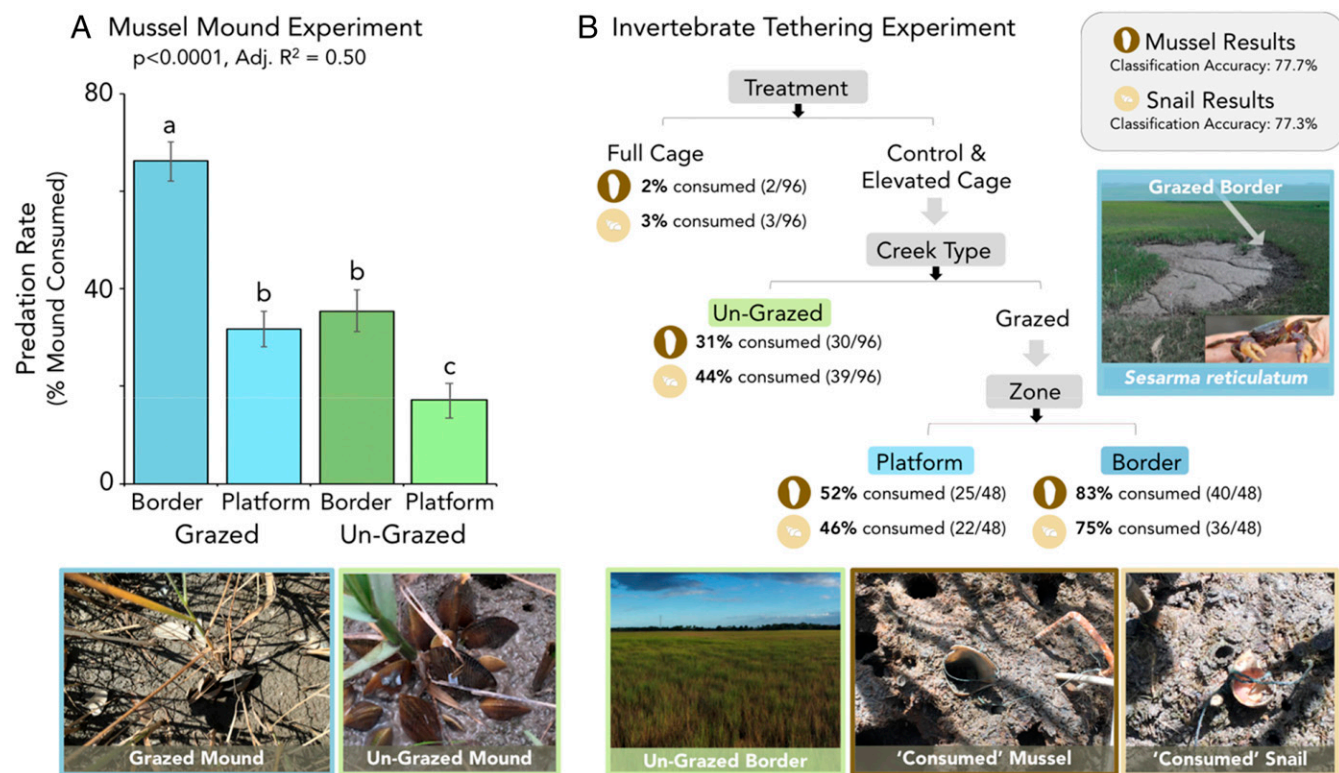 A Mussel Mound Experiment
p<0.0001, Adj. R² = 0.50
Predation Rate
(% Mound Consumed)
80
40
0
a
b
b
c
Border
Platform
Border
Platform
Grazed
Un-Grazed
Grazed Mound
Un-Grazed Mound
B Invertebrate Tethering Experiment
Mussel Results
Classification Accuracy: 77.7%
Snail Results
Classification Accuracy: 77.3%
Treatment
Full Cage
2% consumed (2/96)
3% consumed (3/96)
Control &
Elevated Cage
Creek Type
Un-Grazed
31% consumed (30/96)
44% consumed (39/96)
Grazed
Zone
Platform
52% consumed (25/48)
46% consumed (22/48)
Border
83% consumed (40/48)
75% consumed (36/48)
Grazed Border
Sesarma reticulatum
Un-Grazed Border
'Consumed' Mussel
'Consumed' Snail